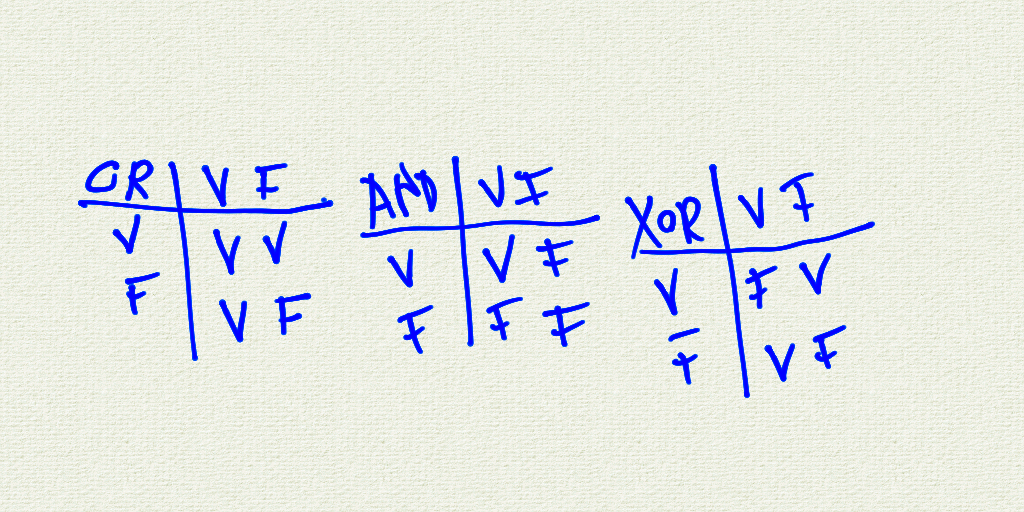 OR V F
V V V
F V F
AND V F
V V F
F F F
XOR V F
V F V
F V F